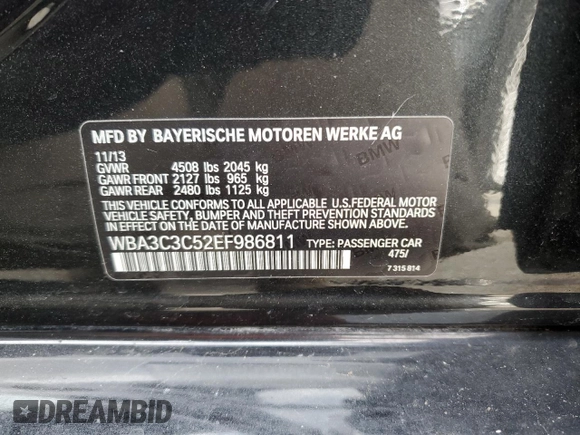 MFD BY BAYERISCHE MOTOREN WERKE AG
11/13
GVWR 4508 lbs 2045 kg
GAWR FRONT 2127 lbs 965 kg
GAWR REAR 2480 lbs 1125 kg
THIS VEHICLE CONFORMS TO ALL APPLICABLE U.S.FEDERAL MOTOR
VEHICLE SAFETY, BUMPER AND THEFT PREVENTION STANDARDS
IN EFFECT ON THE DATE OF MANUFACTURE SHOWN ABOVE.
WBA3C3C52EF986811 TYPE: PASSENGER CAR
475/
7 315 814
BMW
DREAMBID